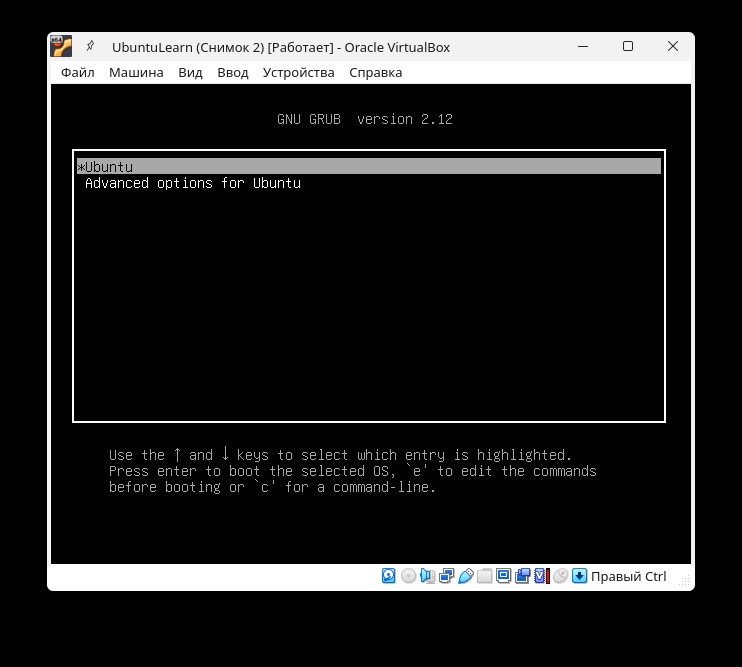 UbuntuLearn (Снимок 2) [Работает] - Oracle VirtualBox
Файл Машина Вид Ввод Устройства Справка
GNU GRUB version 2.12
*Ubuntu
Advanced options for Ubuntu
Use the ↑ and ↓ keys to select which entry is highlighted.
Press enter to boot the selected OS, `e' to edit the commands
before booting or `c' for a command-line.
Правый Ctrl